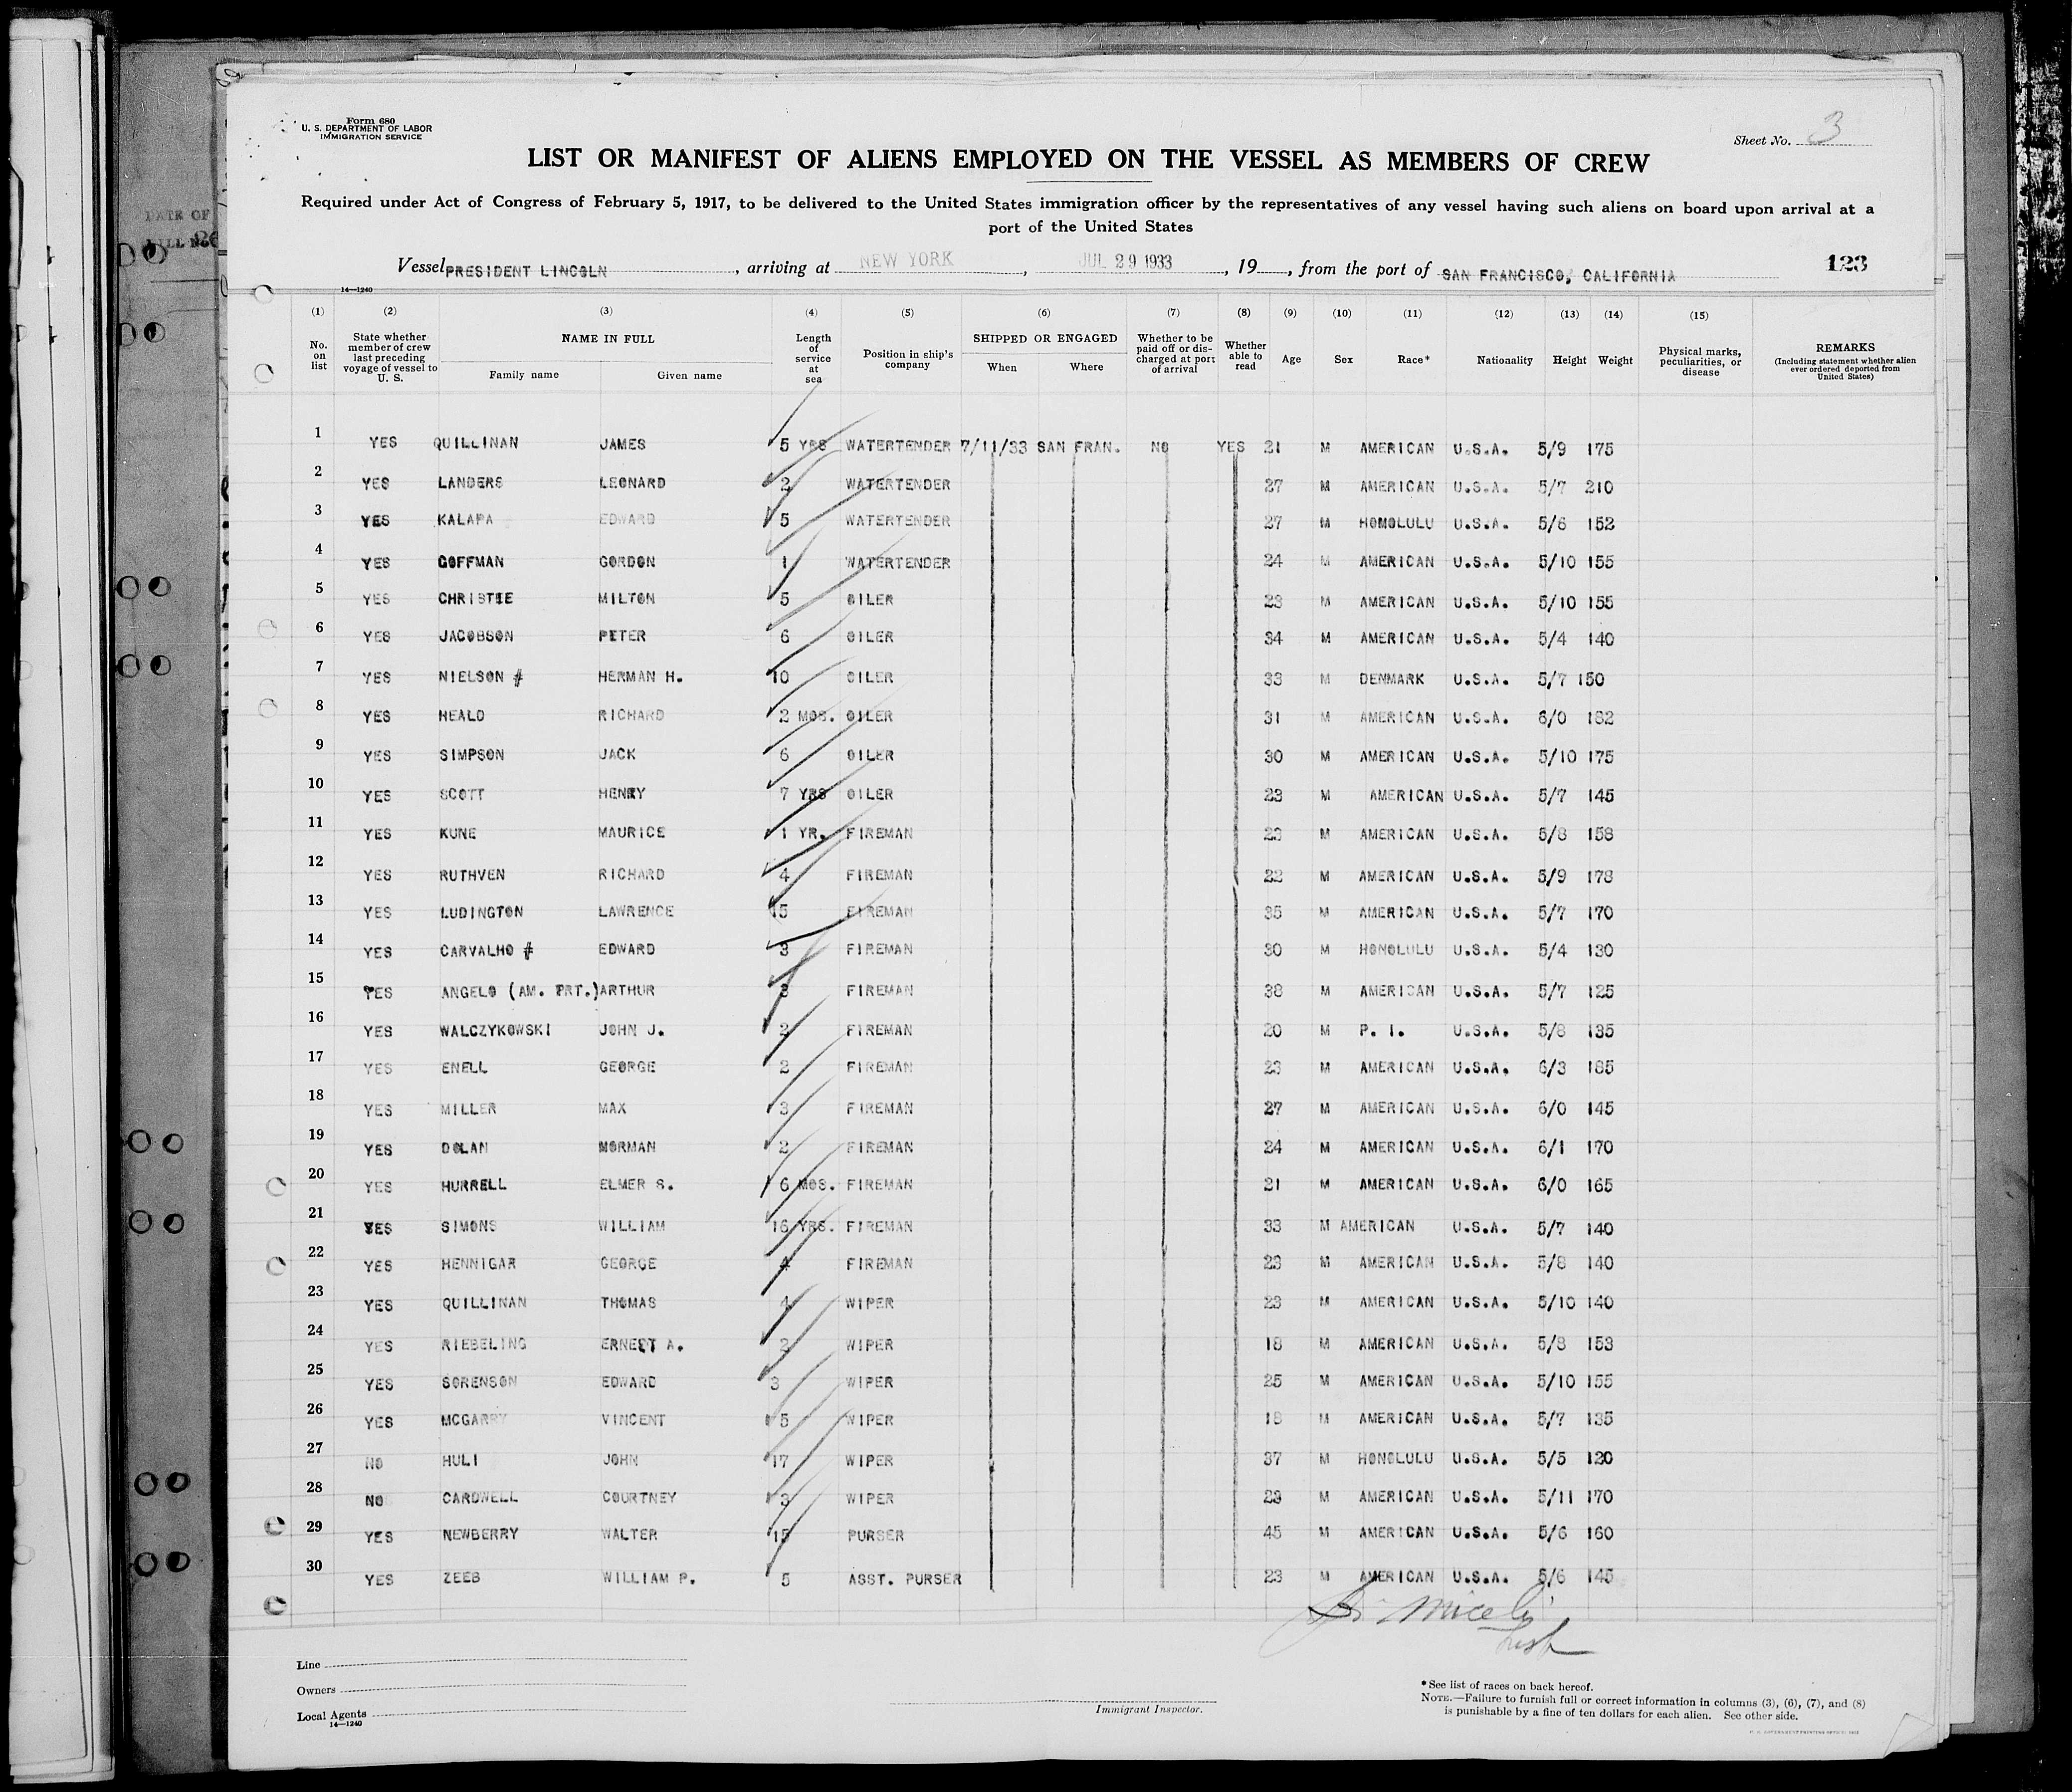 Form 680
U. S. DEPARTMENT OF LABOR
IMMIGRATION SERVICE
Sheet No. 3
LIST OR MANIFEST OF ALIENS EMPLOYED ON THE VESSEL AS MEMBERS OF CREW
Required under Act of Congress of February 5, 1917, to be delivered to the United States immigration officer by the representatives of any vessel having such aliens on board upon arrival at a
port of the United States
Vessel PRESIDENT LINCOLN, arriving at NEW YORK, JUL 29 1933, 19, from the port of SAN FRANCISCO, CALIFORNIA 123
14—1240
(1) (2) (3) (4) (5) (6) (7) (8) (9) (10) (11) (12) (13) (14) (15)
No. on list State whether member of crew last preceding voyage of vessel to U. S. NAME IN FULL Family name Given name Length of service at sea Position in ship's company SHIPPED OR ENGAGED When Where Whether to be paid off or discharged at port of arrival Whether able to read Age Sex Race* Nationality Height Weight Physical marks, peculiarities, or disease REMARKS (Including statement whether alien ever ordered deported from United States)
1 YES QUILLINAN JAMES 5 YRS WATERTENDER 7/11/33 SAN FRAN. NO YES 21 M AMERICAN U.S.A. 5/9 175
2 YES LANDERS LEONARD 2 WATERTENDER 27 M AMERICAN U.S.A. 5/7 210
3 YES KALAPA EDWARD 5 WATERTENDER 27 M HONOLULU U.S.A. 5/6 152
4 YES GOFFMAN GORDON 1 WATERTENDER 24 M AMERICAN U.S.A. 5/10 155
5 YES CHRISTIE MILTON 5 OILER 23 M AMERICAN U.S.A. 5/10 155
6 YES JACOBSON PETER 6 OILER 34 M AMERICAN U.S.A. 5/4 140
7 YES NIELSON # HERMAN H. 10 OILER 33 M DENMARK U.S.A. 5/7 150
8 YES HEALD RICHARD 2 MOS. OILER 31 M AMERICAN U.S.A. 6/0 182
9 YES SIMPSON JACK 6 OILER 30 M AMERICAN U.S.A. 5/10 175
10 YES SCOTT HENRY 7 YRS OILER 23 M AMERICAN U.S.A. 5/7 145
11 YES KUNE MAURICE 1 YR. FIREMAN 23 M AMERICAN U.S.A. 5/8 158
12 YES RUTHVEN RICHARD 4 FIREMAN 22 M AMERICAN U.S.A. 5/9 178
13 YES LUDINGTON LAWRENCE 15 FIREMAN 35 M AMERICAN U.S.A. 5/7 170
14 YES CARVALHO # EDWARD 3 FIREMAN 30 M HONOLULU U.S.A. 5/4 130
15 YES ANGELO (AM. PRT.) ARTHUR 3 FIREMAN 38 M AMERICAN U.S.A. 5/7 125
16 YES WALCZYKOWSKI JOHN J. 2 FIREMAN 20 M P. I. U.S.A. 5/8 135
17 YES ENELL GEORGE 2 FIREMAN 23 M AMERICAN U.S.A. 6/3 185
18 YES MILLER MAX 3 FIREMAN 27 M AMERICAN U.S.A. 6/0 145
19 YES DOLAN NORMAN 2 FIREMAN 24 M AMERICAN U.S.A. 6/1 170
20 YES HURRELL ELMER S. 6 MOS. FIREMAN 21 M AMERICAN U.S.A. 6/0 165
21 YES SIMONS WILLIAM 16 YRS. FIREMAN 33 M AMERICAN U.S.A. 5/7 140
22 YES HENNIGAR GEORGE 4 FIREMAN 23 M AMERICAN U.S.A. 5/8 140
23 YES QUILLINAN THOMAS 4 WIPER 23 M AMERICAN U.S.A. 5/10 140
24 YES RIEBELING ERNEST A. 2 WIPER 18 M AMERICAN U.S.A. 5/8 153
25 YES SORENSON EDWARD 3 WIPER 25 M AMERICAN U.S.A. 5/10 155
26 YES MCGARRY VINCENT 5 WIPER 18 M AMERICAN U.S.A. 5/7 135
27 NO HULI JOHN 17 WIPER 37 M HONOLULU U.S.A. 5/5 120
28 NO CARDWELL COURTNEY 3 WIPER M AMERICAN U.S.A. 5/11 170
29 YES NEWBERRY WALTER 15 PURSER 45 M AMERICAN U.S.A. 5/6 160
30 YES ZEEB WILLIAM P. 5 ASST. PURSER 23 M AMERICAN U.S.A. 5/6 145
Line
Owners
Local Agents
14—1240
Immigrant Inspector.
*See list of races on back hereof.
NOTE.—Failure to furnish full or correct information in columns (3), (6), (7), and (8)
is punishable by a fine of ten dollars for each alien. See other side.